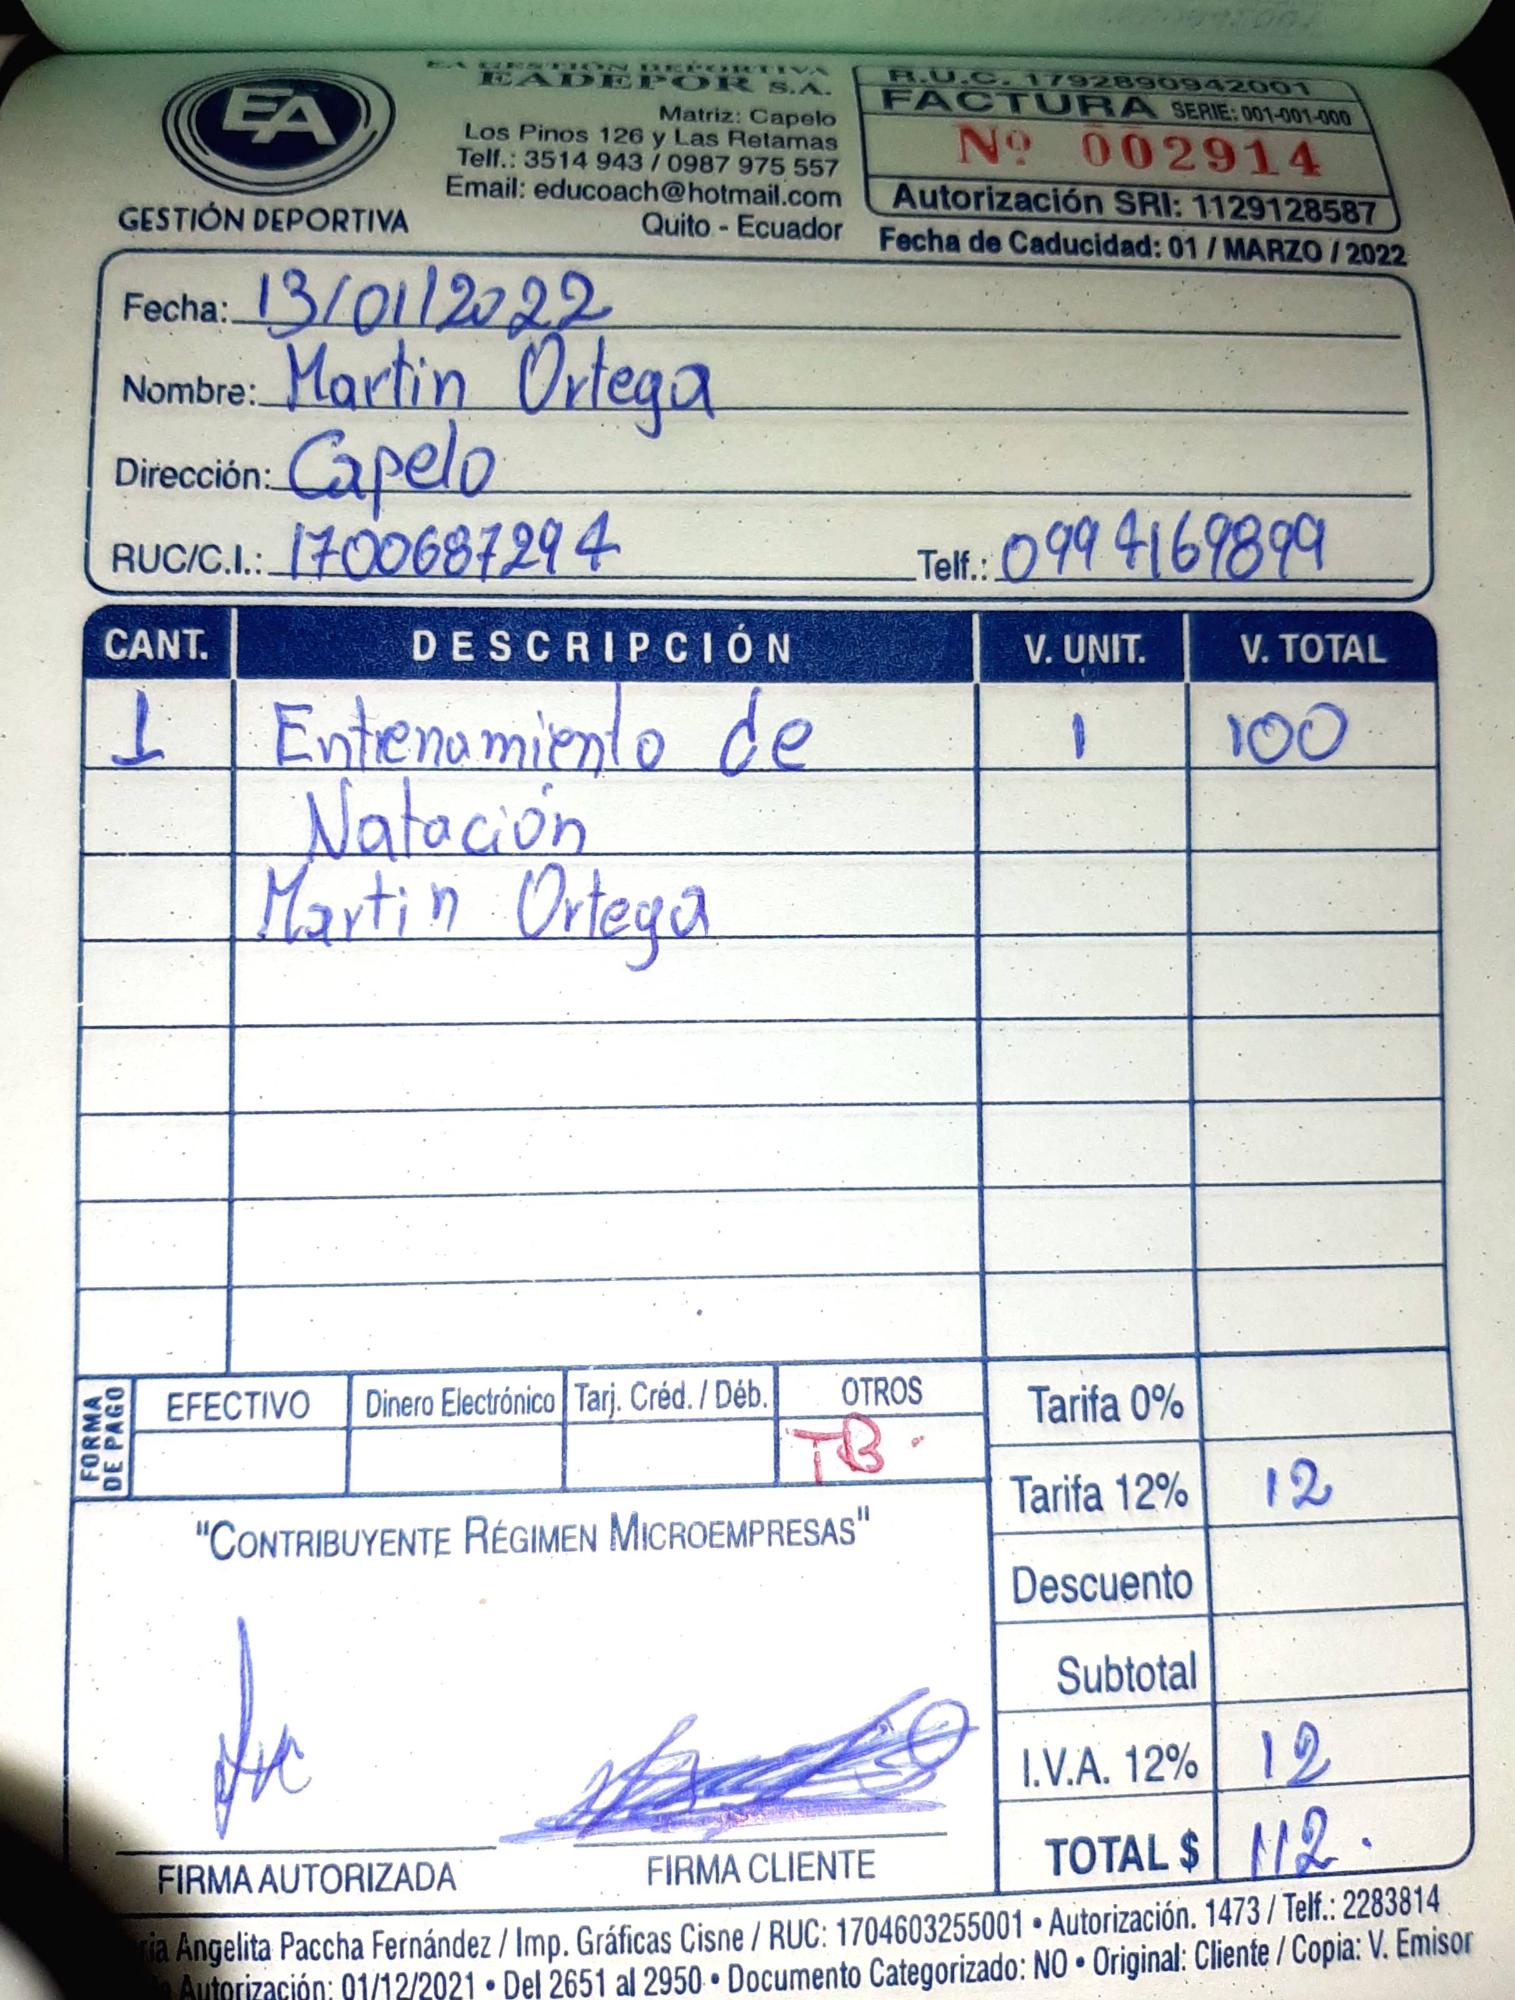 EA
GESTIÓN DEPORTIVA
EA GESTIÓN DEPORTIVA
EADEPOR S.A.
Matriz: Capelo
Los Pinos 126 y Las Retamas
Telf.: 3514 943 / 0987 975 557
Email: educoach@hotmail.com
Quito - Ecuador
R.U.C. 1792890942001
FACTURA SERIE: 001-001-000
Nº 002914
Autorización SRI: 1129128587
Fecha de Caducidad: 01 / MARZO / 2022
Fecha: 13/01/2022
Nombre: Martin Ortega
Dirección: Capelo
RUC/C.I.: 1700687294 Telf.: 0994169899
CANT. DESCRIPCIÓN V. UNIT. V. TOTAL
1 Entrenamiento de 1 100
Natación
Martin Ortega
FORMA DE PAGO
EFECTIVO Dinero Electrónico Tarj. Créd. / Déb. OTROS
TB
Tarifa 0%
Tarifa 12% 12
Descuento
Subtotal
I.V.A. 12% 12
TOTAL $ 112.
"CONTRIBUYENTE RÉGIMEN MICROEMPRESAS"
FIRMA AUTORIZADA FIRMA CLIENTE
Angelita Paccha Fernández / Imp. Gráficas Cisne / RUC: 1704603255001 • Autorización. 1473 / Telf.: 2283814
Autorización: 01/12/2021 • Del 2651 al 2950 • Documento Categorizado: NO • Original: Cliente / Copia: V. Emisor